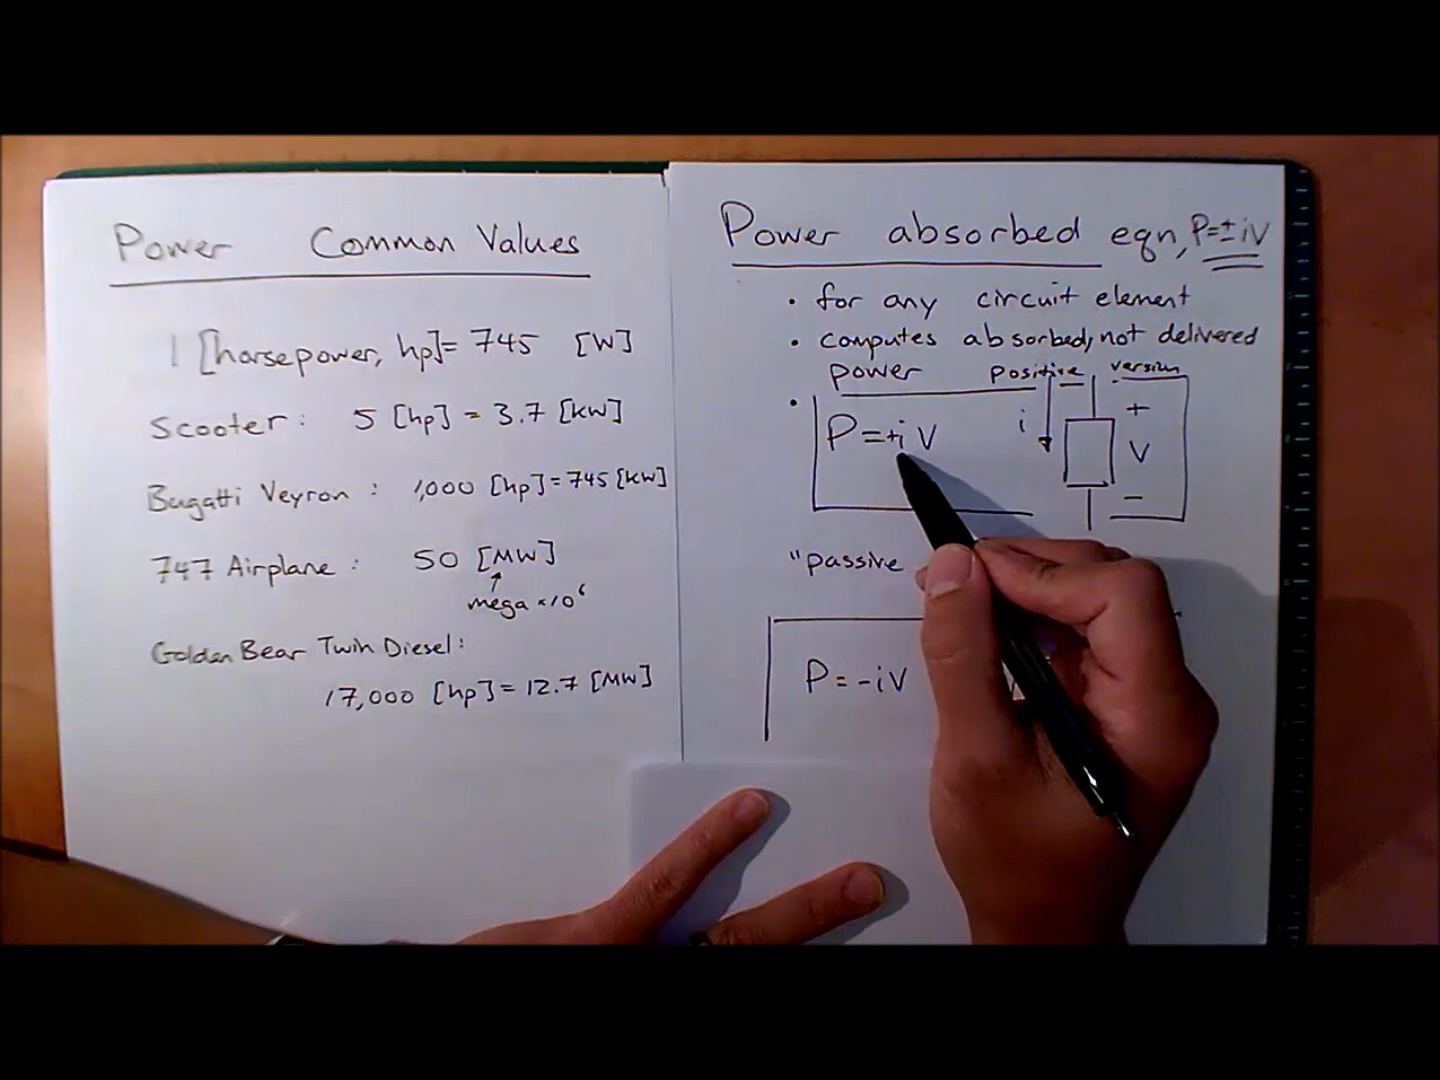 Power Common Values
1 [horsepower, hp]= 745 [W]
Scooter: 5 [hp] = 3.7 [kW]
Bugatti Veyron : 1,000 [hp]=745 [kW]
747 Airplane : 50 [MW]
mega ×10⁶
Golden Bear Twin Diesel:
17,000 [hp]= 12.7 [MW]
Power absorbed eqn, P=±iV
• for any circuit element
• computes absorbed, not delivered
power positive version
• P=+iV i + V −
"passive
P=-iV